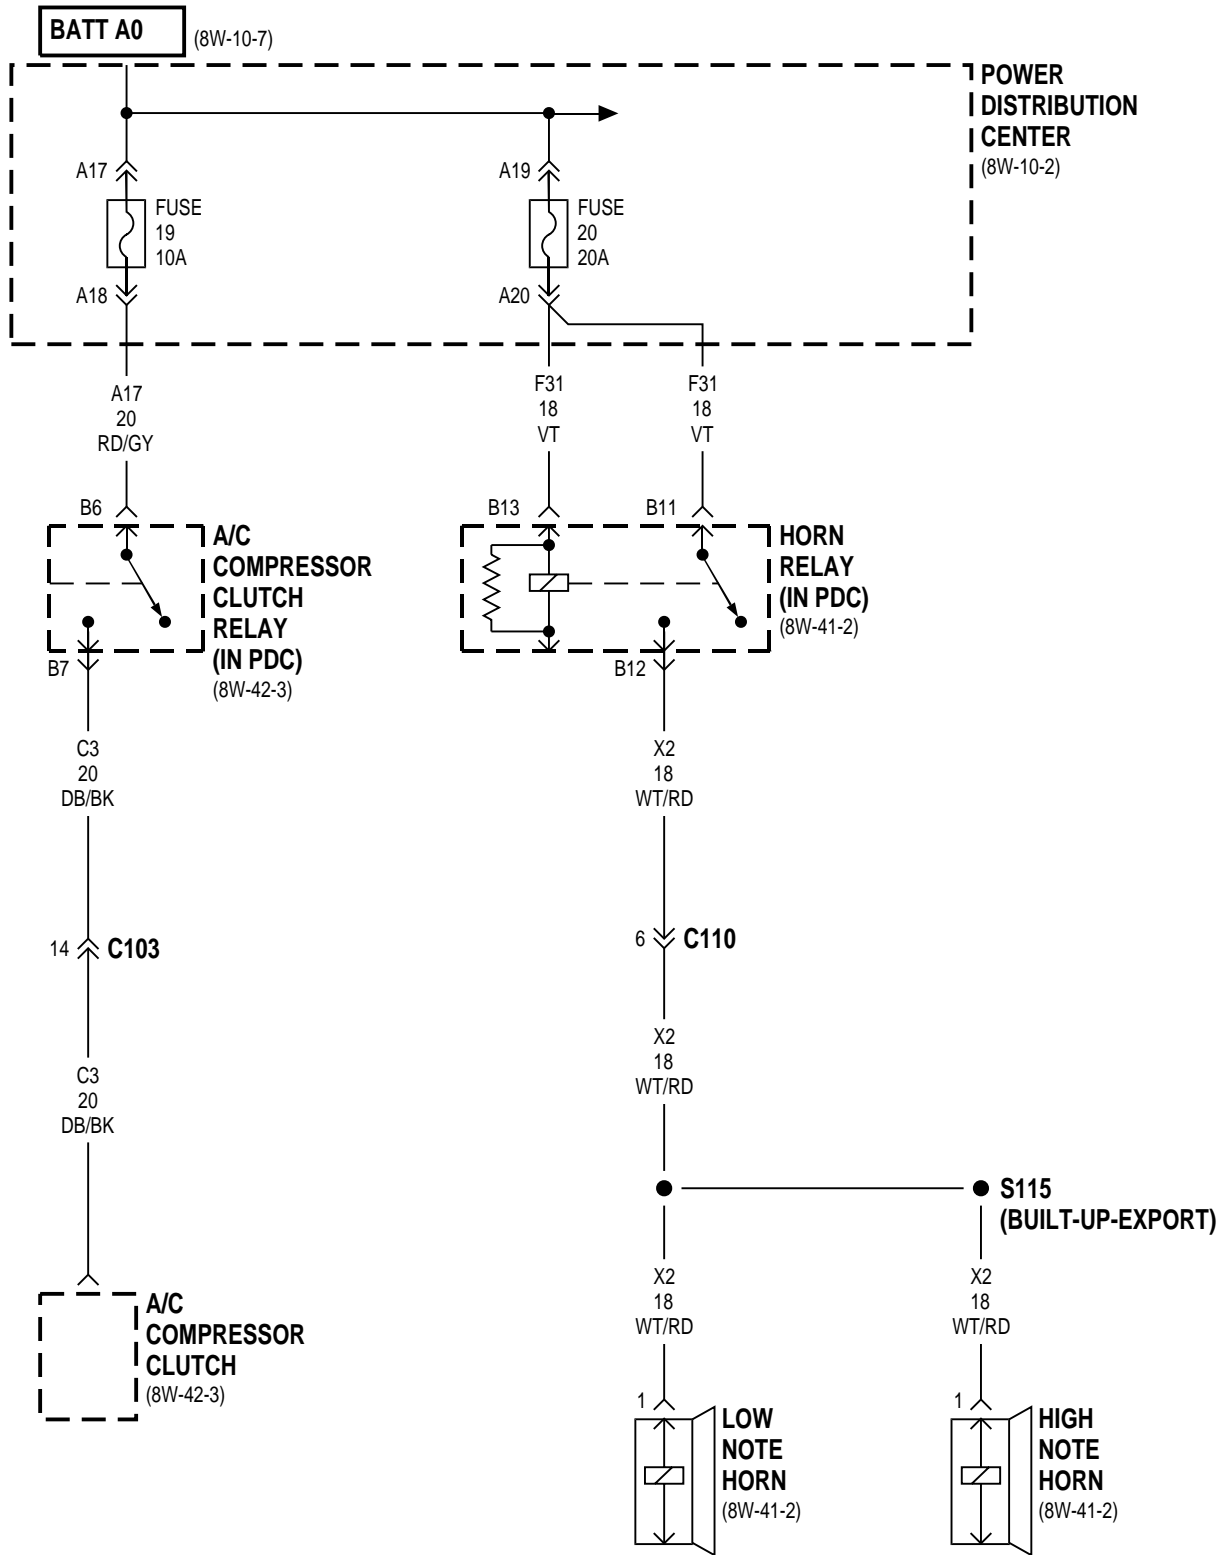 BATT A0
(8W-10-7)
POWER
DISTRIBUTION
CENTER
(8W-10-2)
A17
FUSE
19
10A
A18
A19
FUSE
20
20A
A20
A17
20
RD/GY
F31
18
VT
F31
18
VT
B6
A/C
COMPRESSOR
CLUTCH
RELAY
(IN PDC)
(8W-42-3)
B7
B13
B11
HORN
RELAY
(IN PDC)
(8W-41-2)
B12
C3
20
DB/BK
X2
18
WT/RD
14
C103
6
C110
C3
20
DB/BK
X2
18
WT/RD
S115
(BUILT-UP-EXPORT)
X2
18
WT/RD
X2
18
WT/RD
A/C
COMPRESSOR
CLUTCH
(8W-42-3)
1
LOW
NOTE
HORN
(8W-41-2)
1
HIGH
NOTE
HORN
(8W-41-2)